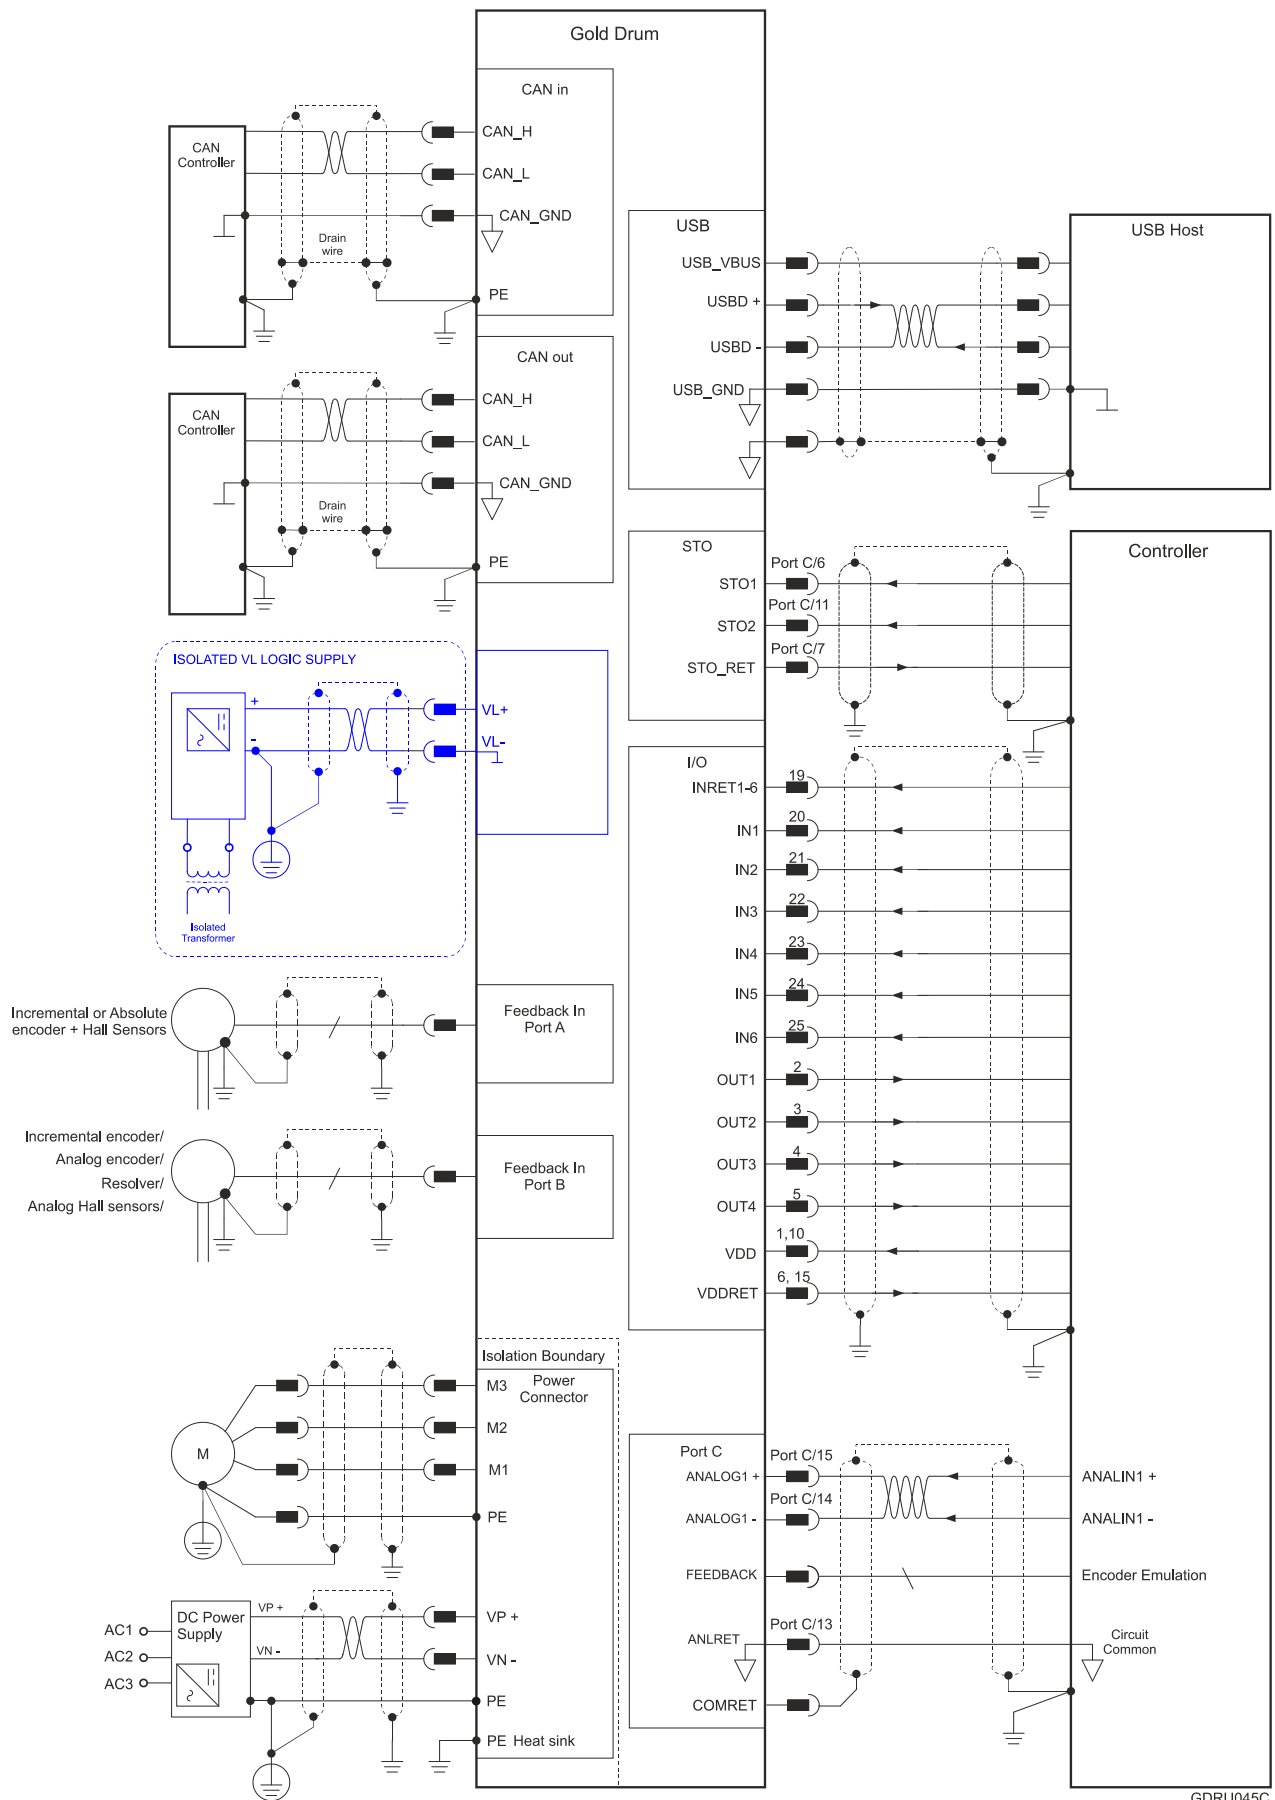 Gold Drum
CAN in
CAN
Controller
CAN_H
CAN_L
CAN_GND
Drain
wire
PE
CAN out
CAN
Controller
CAN_H
CAN_L
CAN_GND
Drain
wire
PE
ISOLATED VL LOGIC SUPPLY
+
-
VL+
VL-
Isolated
Transformer
Incremental or Absolute
encoder + Hall Sensors
Feedback In
Port A
Incremental encoder/
Analog encoder/
Resolver/
Analog Hall sensors/
Feedback In
Port B
Isolation Boundary
Power
Connector
M
M3
M2
M1
PE
DC Power
Supply
AC1
AC2
AC3
VP +
VN -
VP +
VN -
PE
PE Heat sink
USB
USB_VBUS
USBD +
USBD -
USB_GND
USB Host
STO
STO1
Port C/6
STO2
Port C/11
STO_RET
Port C/7
Controller
I/O
INRET1-6
19
IN1
20
IN2
21
IN3
22
IN4
23
IN5
24
IN6
25
OUT1
2
OUT2
3
OUT3
4
OUT4
5
VDD
1,10
VDDRET
6, 15
Port C
ANALOG1 +
Port C/15
ANALIN1 +
ANALOG1 -
Port C/14
ANALIN1 -
FEEDBACK
Encoder Emulation
ANLRET
Port C/13
Circuit
Common
COMRET
GDRU045C